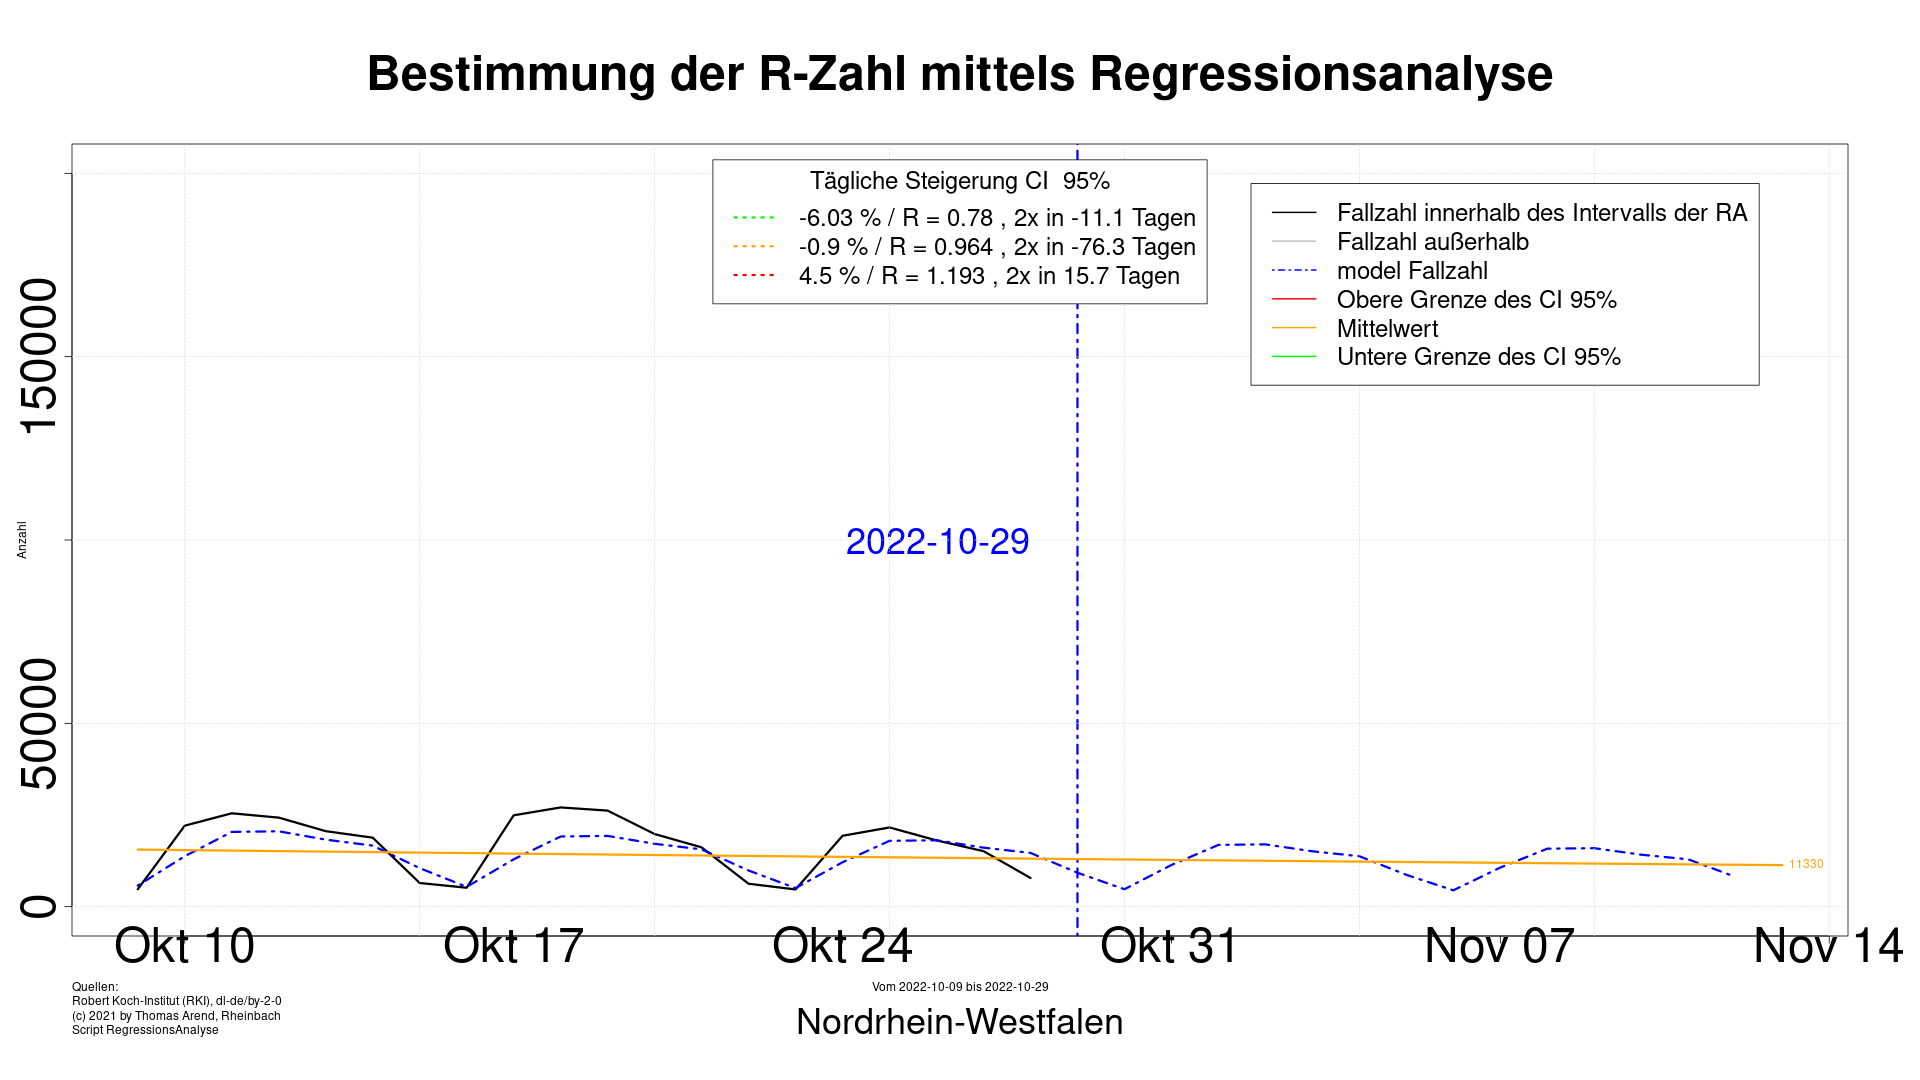 Bestimmung der R-Zahl mittels Regressionsanalyse
Tägliche Steigerung CI  95%
-6.03 % / R = 0.78 , 2x in -11.1 Tagen
-0.9 % / R = 0.964 , 2x in -76.3 Tagen
4.5 % / R = 1.193 , 2x in 15.7 Tagen
Fallzahl innerhalb des Intervalls der RA
Fallzahl außerhalb
model Fallzahl
Obere Grenze des CI 95%
Mittelwert
Untere Grenze des CI 95%
150000
50000
0
Anzahl
2022-10-29
11330
Okt 10
Okt 17
Okt 24
Okt 31
Nov 07
Nov 14
Quellen:
Robert Koch-Institut (RKI), dl-de/by-2-0
(c) 2021 by Thomas Arend, Rheinbach
Script RegressionsAnalyse
Vom 2022-10-09 bis 2022-10-29
Nordrhein-Westfalen